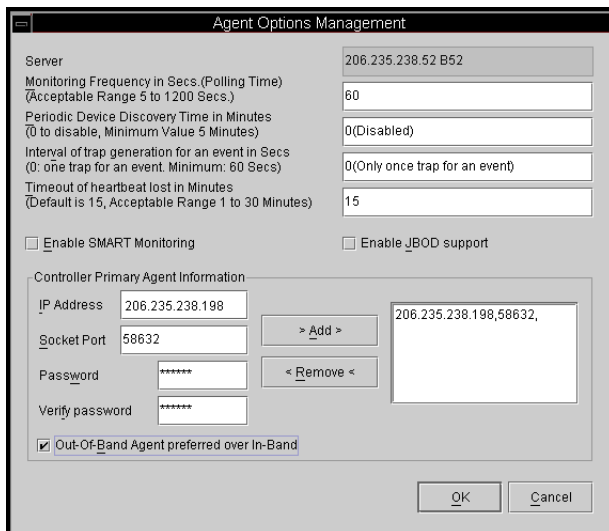 Agent Options Management
Server
206.235.238.52 B52
Monitoring Frequency in Secs.(Polling Time)
(Acceptable Range 5 to 1200 Secs.)
60
Periodic Device Discovery Time in Minutes
(0 to disable, Minimum Value 5 Minutes)
0(Disabled)
Interval of trap generation for an event in Secs
(0: one trap for an event. Minimum: 60 Secs)
0(Only once trap for an event)
Timeout of heartbeat lost in Minutes
(Default is 15, Acceptable Range 1 to 30 Minutes)
15
Enable SMART Monitoring
Enable JBOD support
Controller Primary Agent Information
IP Address
206.235.238.198
Socket Port
58632
Password
******
Verify password
******
> Add >
< Remove <
206.235.238.198,58632,
Out-Of-Band Agent preferred over In-Band
OK
Cancel